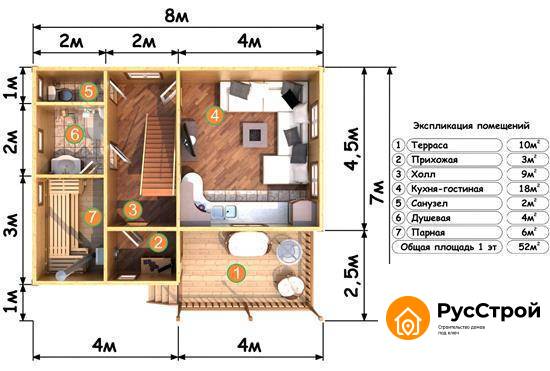 8м
2м 2м 4м
1м
2м
3м
1м
4,5м
7м
2,5м
5
6
4
7
3
2
1
4м 4м
Экспликация помещений
1 Терраса 10м²
2 Прихожая 3м²
3 Холл 9м²
4 Кухня-гостиная 18м²
5 Санузел 2м²
6 Душевая 4м²
7 Парная 6м²
Общая площадь 1 эт 52м²
РусСтрой
Строительство домов
под ключ